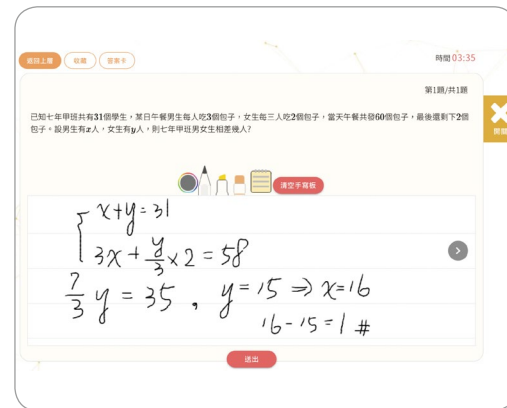 返回上層 收藏 答案卡 時間 03:35
第1題/共1題
已知七年甲班共有31個學生，某日午餐男生每人吃3個包子，女生每三人吃2個包子，當天午餐共發60個包子，最後還剩下2個
包子。設男生有x人，女生有y人，則七年甲班男女生相差幾人?
清空手寫板
x+y=31
3x+y/3×2=58
7/3 y=35，y=15⇒x=16
16-15=1#
送出